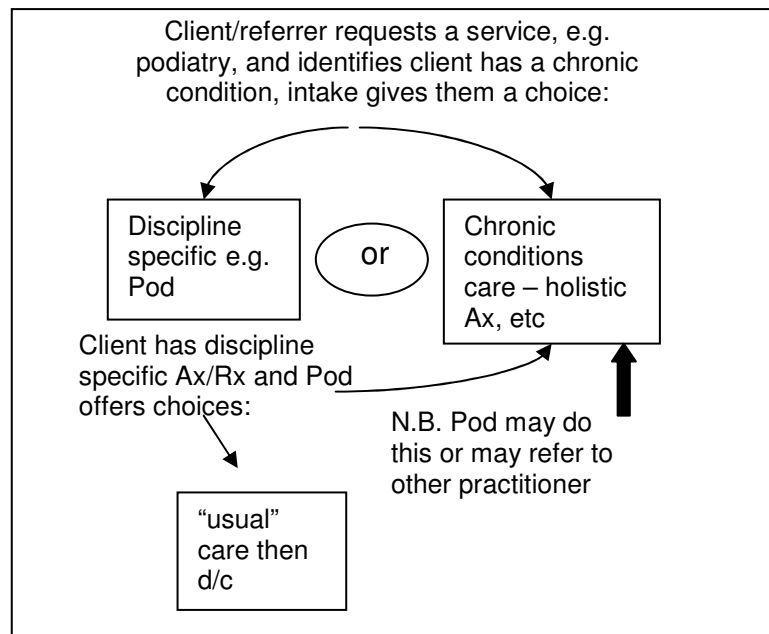 Client/referrer requests a service, e.g.
podiatry, and identifies client has a chronic
condition, intake gives them a choice:
Discipline
specific e.g.
Pod
or
Chronic
conditions
care – holistic
Ax, etc
Client has discipline
specific Ax/Rx and Pod
offers choices:
N.B. Pod may do
this or may refer to
other practitioner
“usual”
care then
d/c